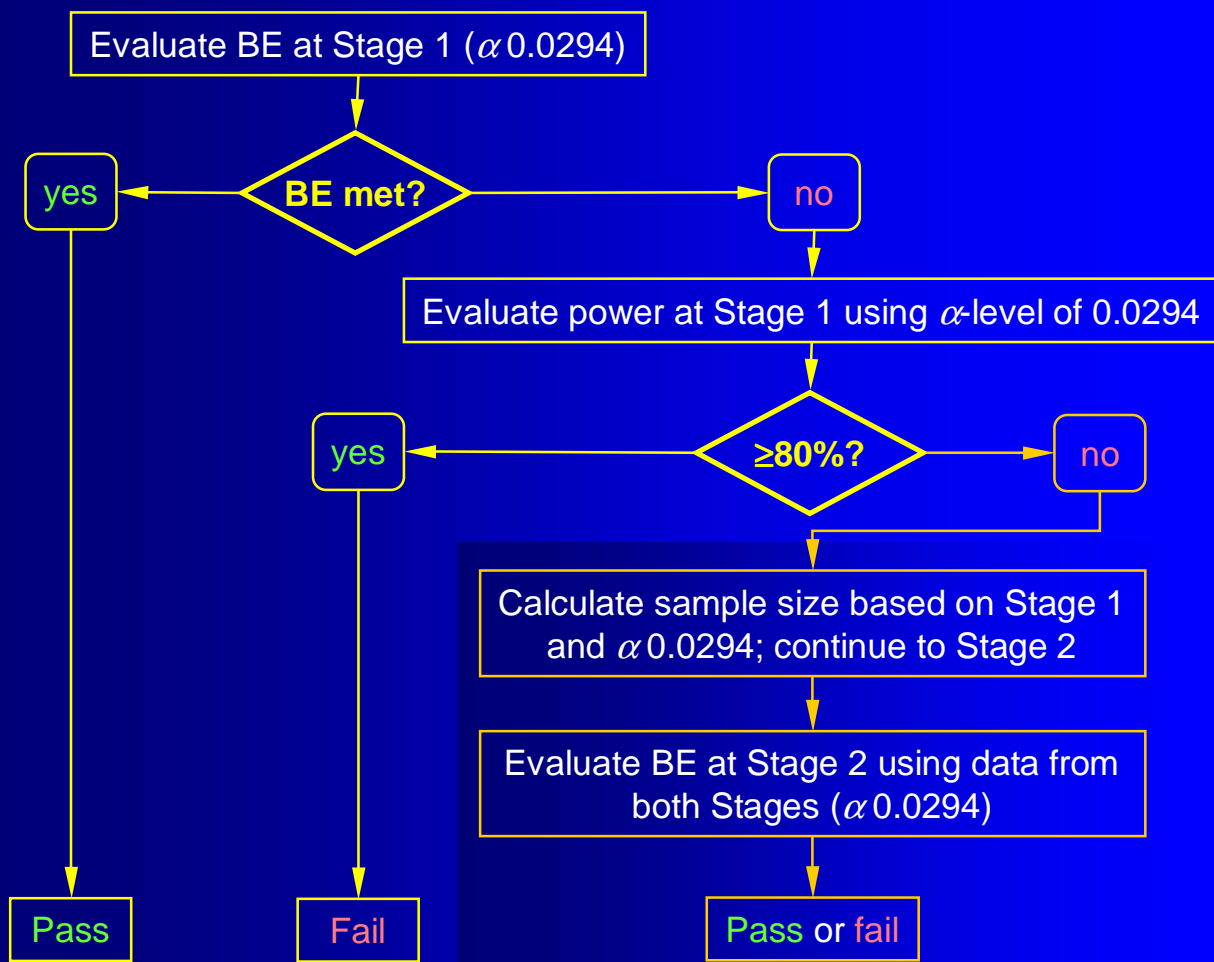 Evaluate BE at Stage 1 (α 0.0294)
yes
BE met?
no
Evaluate power at Stage 1 using α-level of 0.0294
yes
≥80%?
no
Calculate sample size based on Stage 1
and α 0.0294; continue to Stage 2
Evaluate BE at Stage 2 using data from
both Stages (α 0.0294)
Pass
Fail
Pass or fail